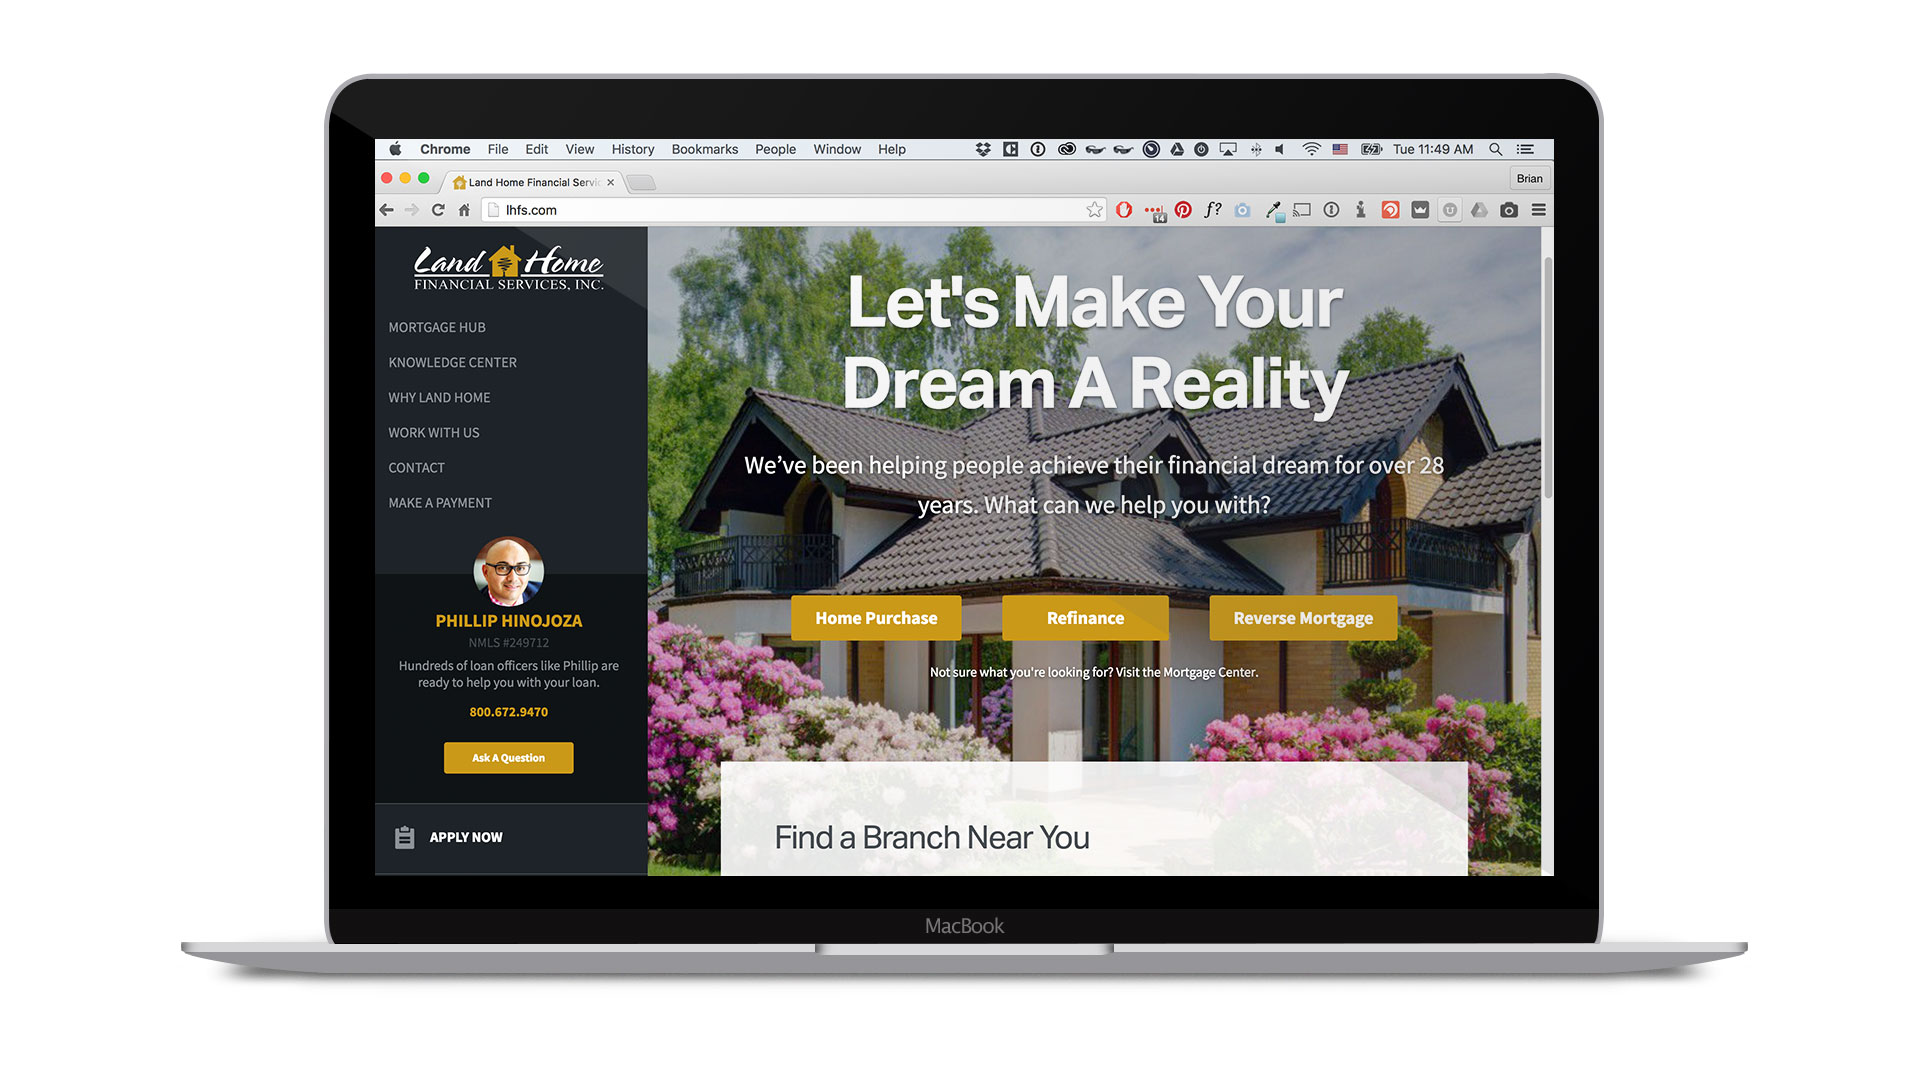 Chrome File Edit View History Bookmarks People Window Help Tue 11:49 AM
Land Home Financial Servic Brian
lhfs.com 14 f?
Land Home
FINANCIAL SERVICES, INC.
MORTGAGE HUB
KNOWLEDGE CENTER
WHY LAND HOME
WORK WITH US
CONTACT
MAKE A PAYMENT
PHILLIP HINOJOZA
NMLS #249712
Hundreds of loan officers like Phillip are
ready to help you with your loan.
800.672.9470
Ask A Question
APPLY NOW
Let's Make Your
Dream A Reality
We’ve been helping people achieve their financial dream for over 28
years. What can we help you with?
Home Purchase Refinance Reverse Mortgage
Not sure what you're looking for? Visit the Mortgage Center.
Find a Branch Near You
MacBook